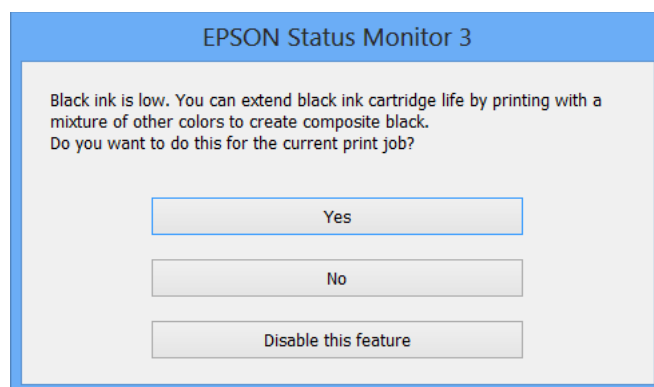 EPSON Status Monitor 3
Black ink is low. You can extend black ink cartridge life by printing with a
mixture of other colors to create composite black.
Do you want to do this for the current print job?
Yes
No
Disable this feature